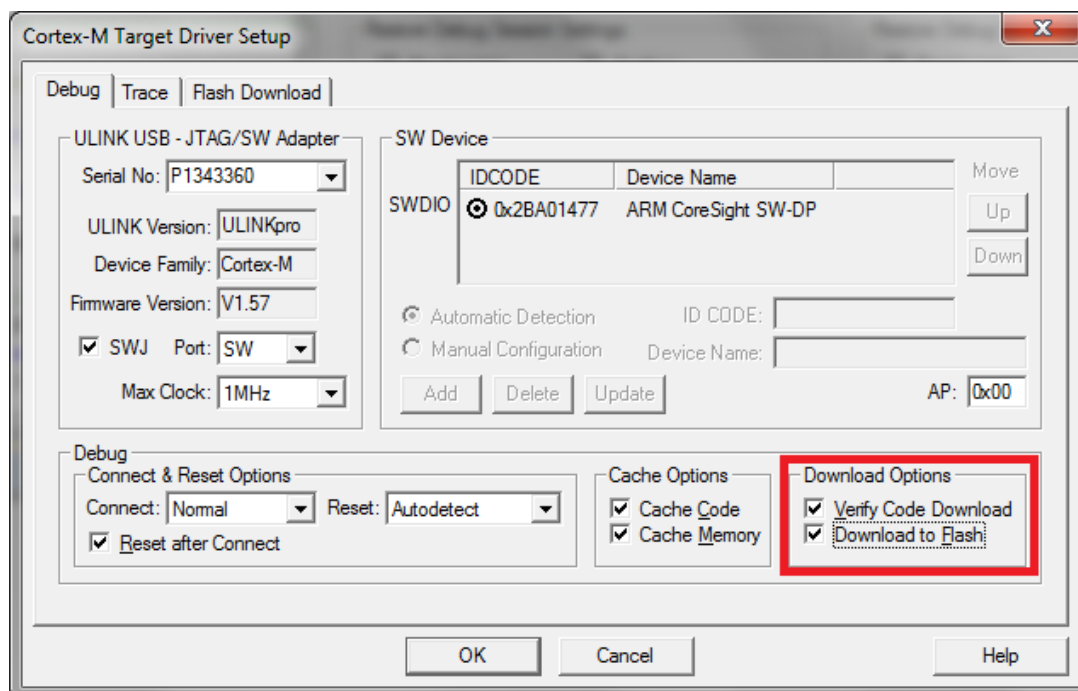 Cortex-M Target Driver Setup
Debug Trace Flash Download
ULINK USB - JTAG/SW Adapter
Serial No: P1343360
ULINK Version: ULINKpro
Device Family: Cortex-M
Firmware Version: V1.57
SWJ Port: SW
Max Clock: 1MHz
SW Device
IDCODE Device Name
SWDIO 0x2BA01477 ARM CoreSight SW-DP
Move
Up
Down
Automatic Detection ID CODE:
Manual Configuration Device Name:
Add Delete Update AP: 0x00
Debug
Connect & Reset Options
Connect: Normal Reset: Autodetect
Reset after Connect
Cache Options
Cache Code
Cache Memory
Download Options
Verify Code Download
Download to Flash
OK Cancel Help